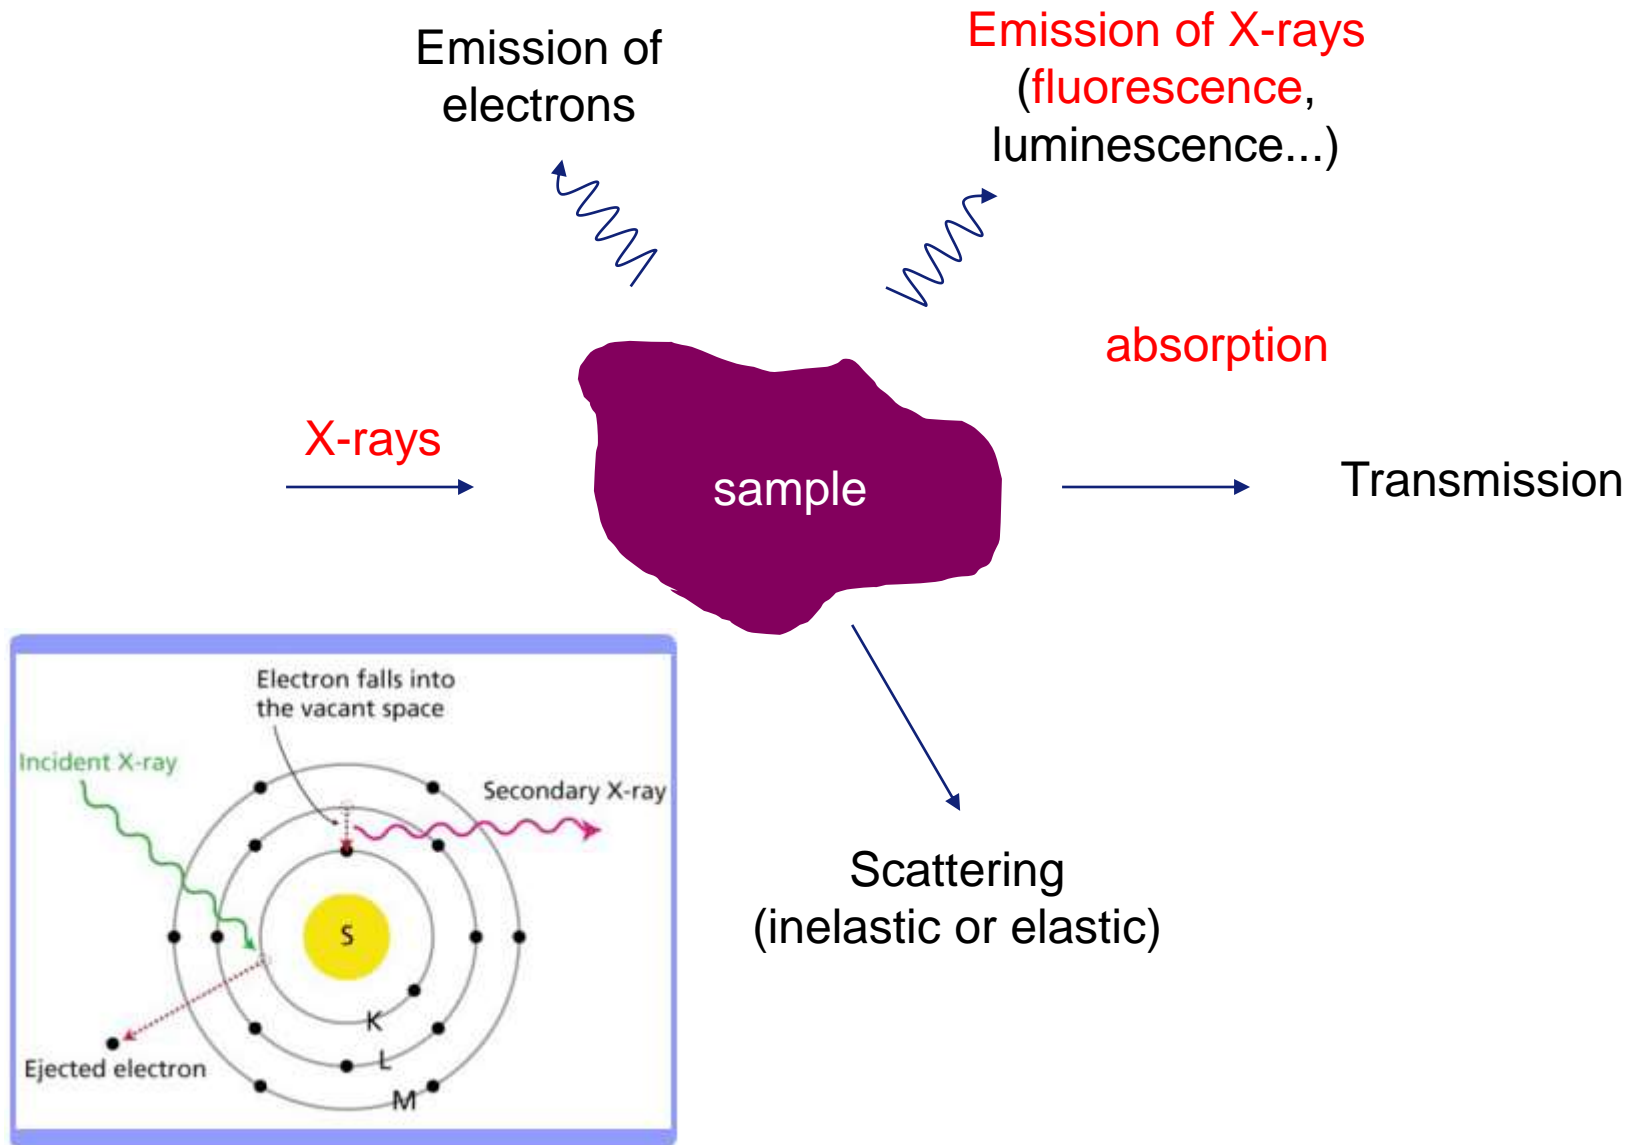 Emission of
electrons
Emission of X-rays
(fluorescence,
luminescence...)
absorption
X-rays
sample
Transmission
Scattering
(inelastic or elastic)
Electron falls into
the vacant space
Incident X-ray
Secondary X-ray
S
K
L
M
Ejected electron